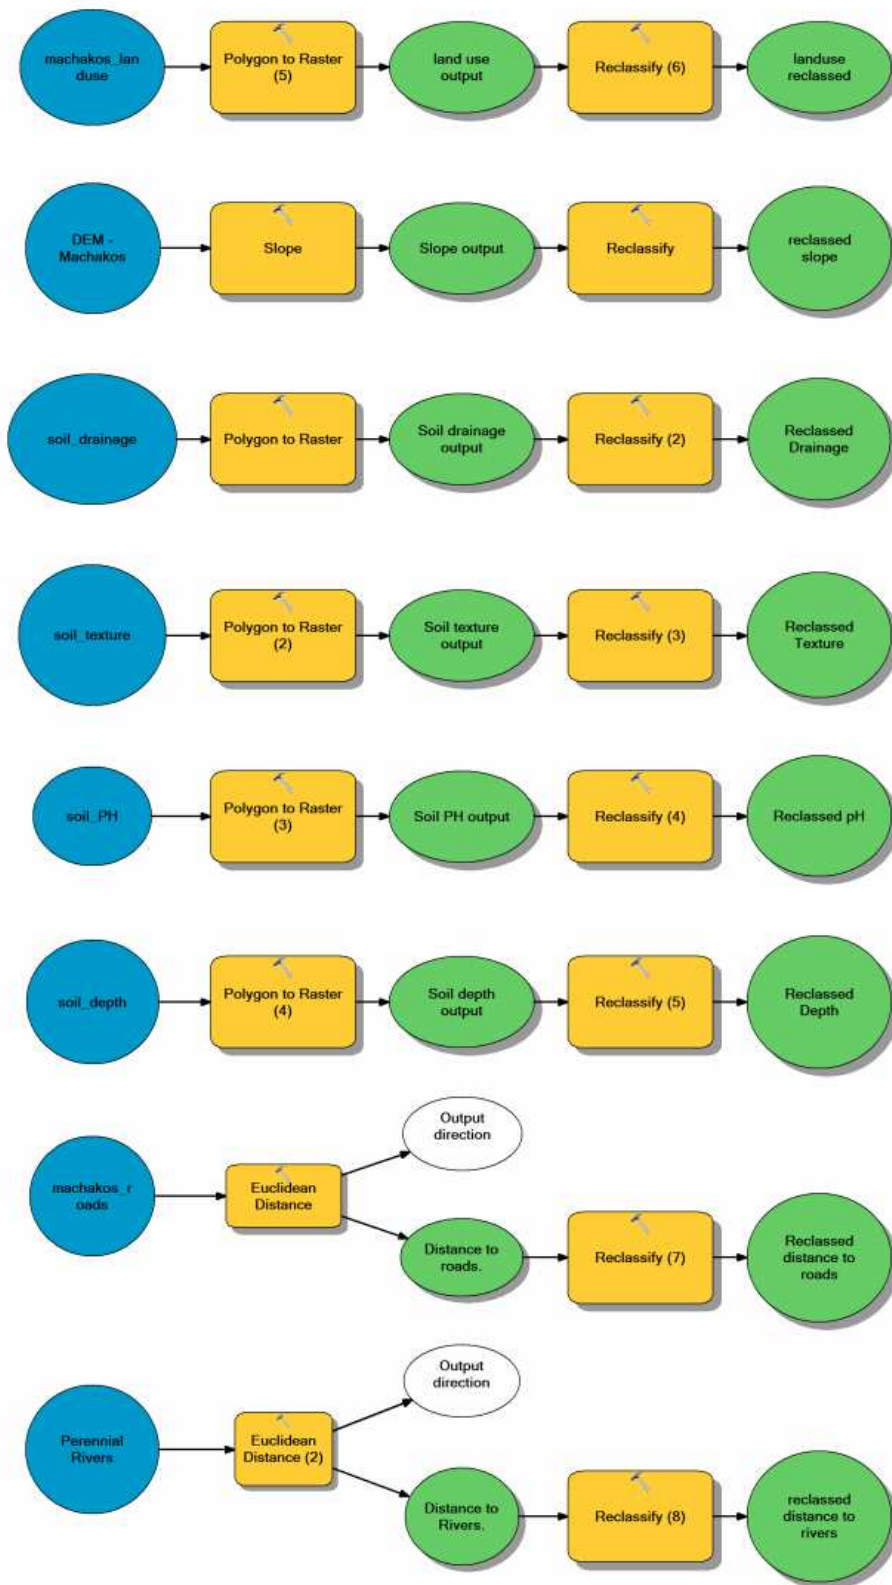 machakos_lan
duse
Polygon to Raster
(5)
land use
output
Reclassify (6)
landuse
reclassed
DEM -
Machakos
Slope
Slope output
Reclassify
reclassed
slope
soil_drainage
Polygon to Raster
Soil drainage
output
Reclassify (2)
Reclassed
Drainage
soil_texture
Polygon to Raster
(2)
Soil texture
output
Reclassify (3)
Reclassed
Texture
soil_PH
Polygon to Raster
(3)
Soil PH output
Reclassify (4)
Reclassed pH
soil_depth
Polygon to Raster
(4)
Soil depth
output
Reclassify (5)
Reclassed
Depth
machakos_r
oads
Euclidean
Distance
Output
direction
Distance to
roads.
Reclassify (7)
Reclassed
distance to
roads
Perennial
Rivers
Euclidean
Distance (2)
Output
direction
Distance to
Rivers.
Reclassify (8)
reclassed
distance to
rivers